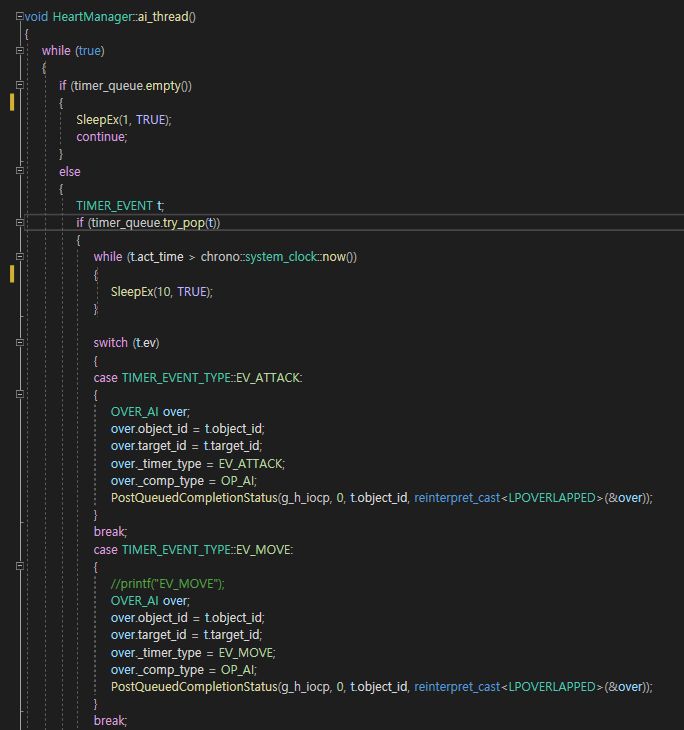 void HeartManager::ai_thread()
{
while (true)
{
if (timer_queue.empty())
{
SleepEx(1, TRUE);
continue;
}
else
{
TIMER_EVENT t;
if (timer_queue.try_pop(t))
{
while (t.act_time > chrono::system_clock::now())
{
SleepEx(10, TRUE);
}
switch (t.ev)
{
case TIMER_EVENT_TYPE::EV_ATTACK:
{
OVER_AI over;
over.object_id = t.object_id;
over.target_id = t.target_id;
over._timer_type = EV_ATTACK;
over._comp_type = OP_AI;
PostQueuedCompletionStatus(g_h_iocp, 0, t.object_id, reinterpret_cast<LPOVERLAPPED>(&over));
}
break;
case TIMER_EVENT_TYPE::EV_MOVE:
{
//printf("EV_MOVE");
OVER_AI over;
over.object_id = t.object_id;
over.target_id = t.target_id;
over._timer_type = EV_MOVE;
over._comp_type = OP_AI;
PostQueuedCompletionStatus(g_h_iocp, 0, t.object_id, reinterpret_cast<LPOVERLAPPED>(&over));
}
break;